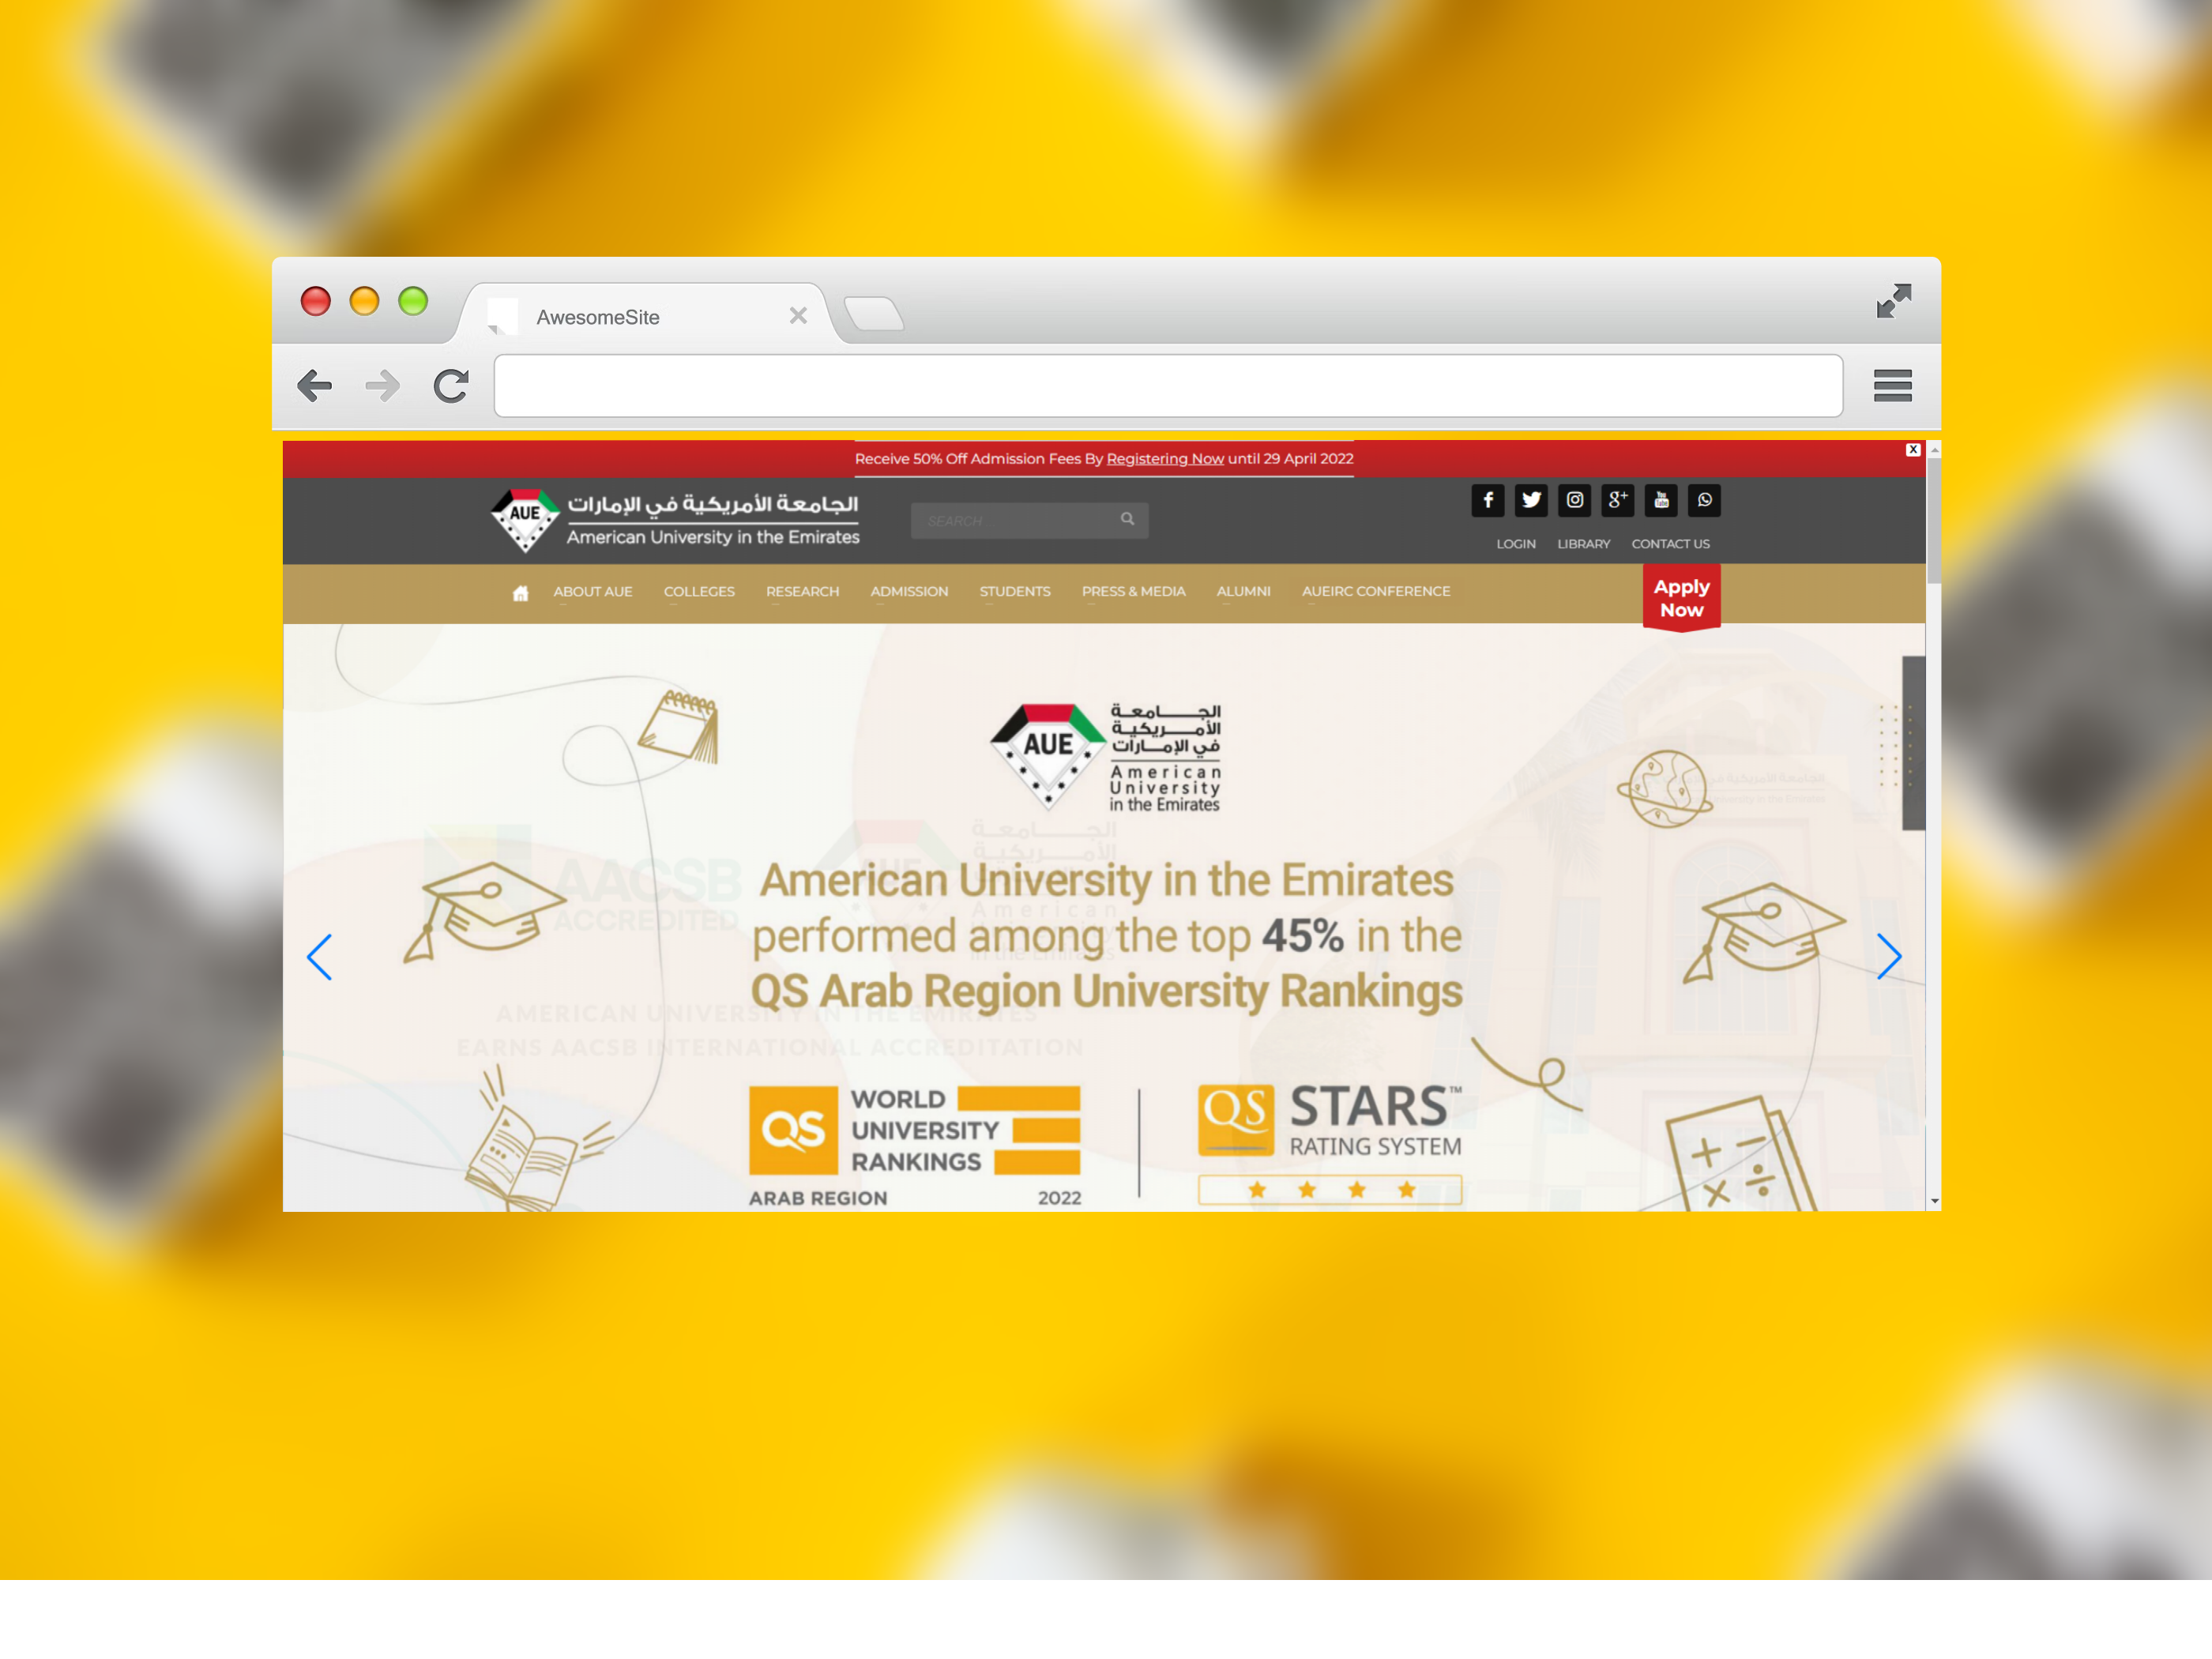 AwesomeSite
Receive 50% Off Admission Fees By Registering Now until 29 April 2022
X
AUE
الجامعة الأمريكية في الإمارات
American University in the Emirates
SEARCH
LOGIN LIBRARY CONTACT US
ABOUT AUE COLLEGES RESEARCH ADMISSION STUDENTS PRESS & MEDIA ALUMNI AUEIRC CONFERENCE
Apply
Now
AUE
الجـــامعــة
الأمـــريكيــة
في الإمــارات
American
University
in the Emirates
AACSB
ACCREDITED
American University in the Emirates
performed among the top 45% in the
QS Arab Region University Rankings
AMERICAN UNIVERSITY IN THE EMIRATES
EARNS AACSB INTERNATIONAL ACCREDITATION
QS
WORLD
UNIVERSITY
RANKINGS
ARAB REGION 2022
QS
STARS™
RATING SYSTEM